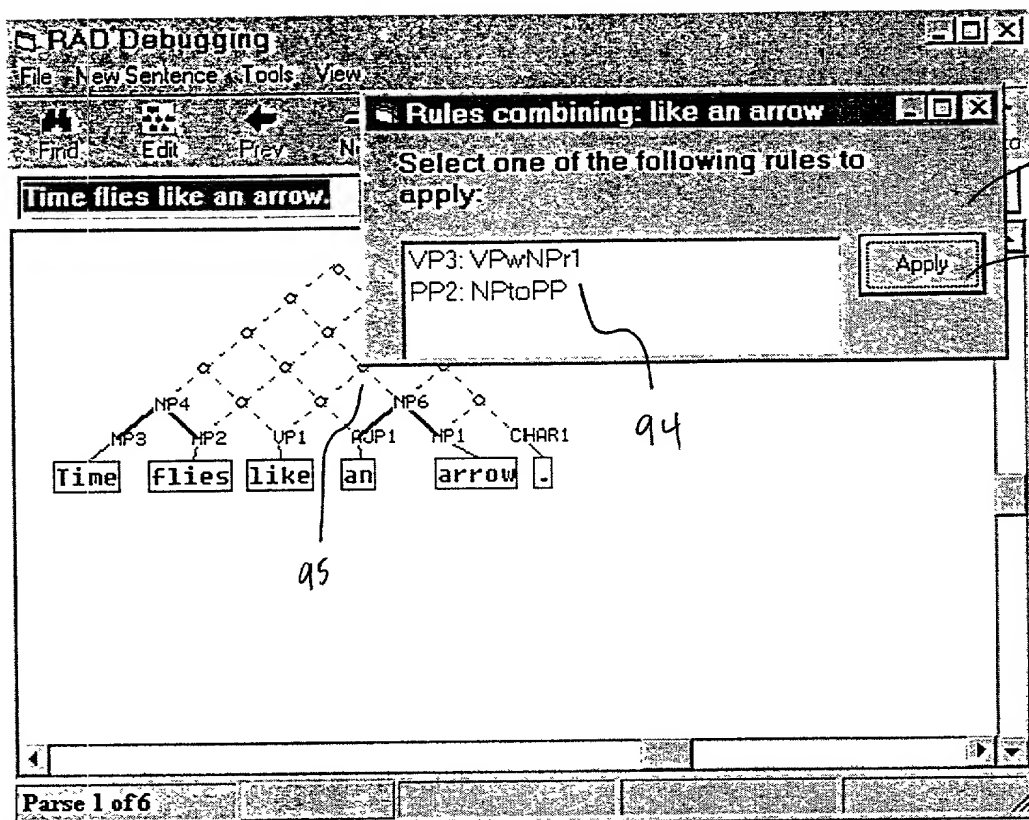 RAD Debugging
File New Sentence Tools View
Find Edit Prev
Rules combining: like an arrow
Select one of the following rules to
apply:
Time flies like an arrow.
VP3: VPwNPr1
PP2: NPtoPP
Apply
NP4 NP6
NP3 NP2 VP1 AJP1 NP1 CHAR1
Time flies like an arrow .
94
95
Parse 1 of 6